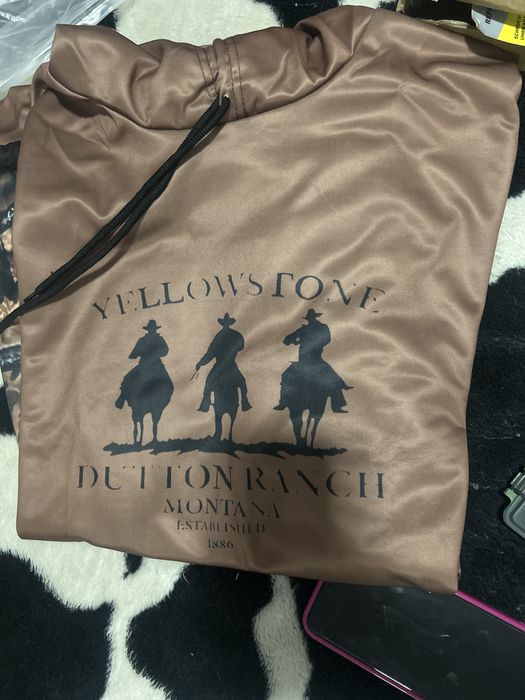 YELLOWSTONE
DUTTON RANCH
MONTANA
ESTABLISHED
1886